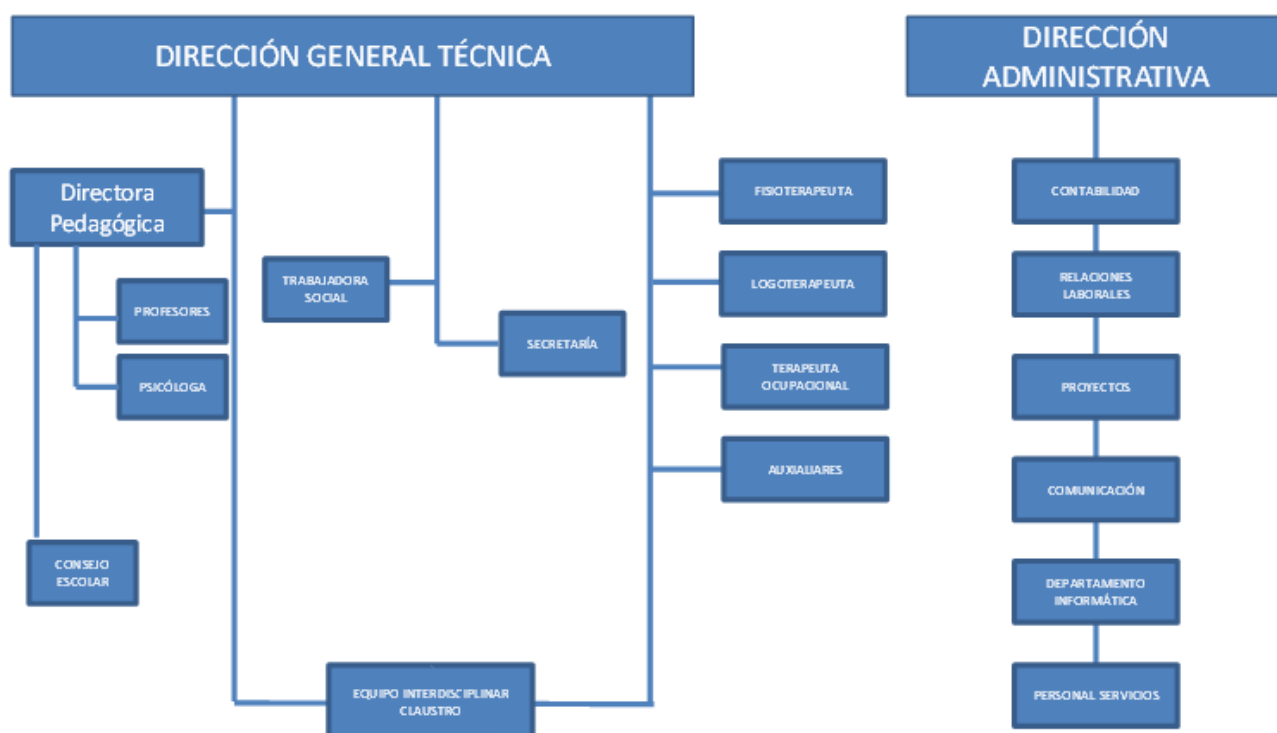 DIRECCIÓN GENERAL TÉCNICA
DIRECCIÓN
ADMINISTRATIVA
Directora
Pedagógica
PROFESORES
PSICÓLOGA
CONSEJO
ESCOLAR
TRABAJADORA
SOCIAL
SECRETARÍA
FISIOTERAPEUTA
LOGOTERAPEUTA
TERAPEUTA
OCUPACIONAL
AUXIALIARES
EQUIPO INTERDISCIPLINAR
CLAUSTRO
CONTABILIDAD
RELACIONES
LABORALES
PROYECTOS
COMUNICACIÓN
DEPARTAMENTO
INFORMÁTICA
PERSONAL SERVICIOS